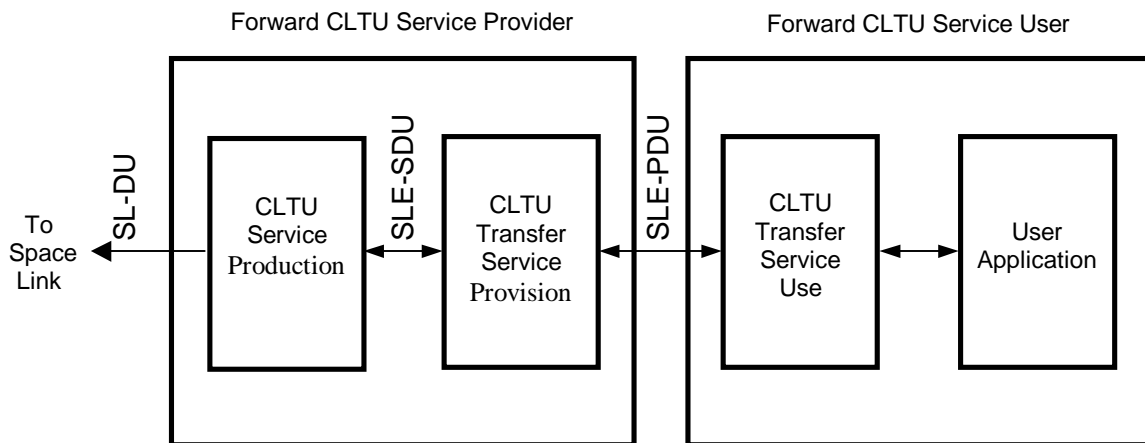 Forward CLTU Service Provider
Forward CLTU Service User
To
Space
Link
SL-DU
CLTU
Service
Production
SLE-SDU
CLTU
Transfer
Service
Provision
SLE-PDU
CLTU
Transfer
Service
Use
User
Application